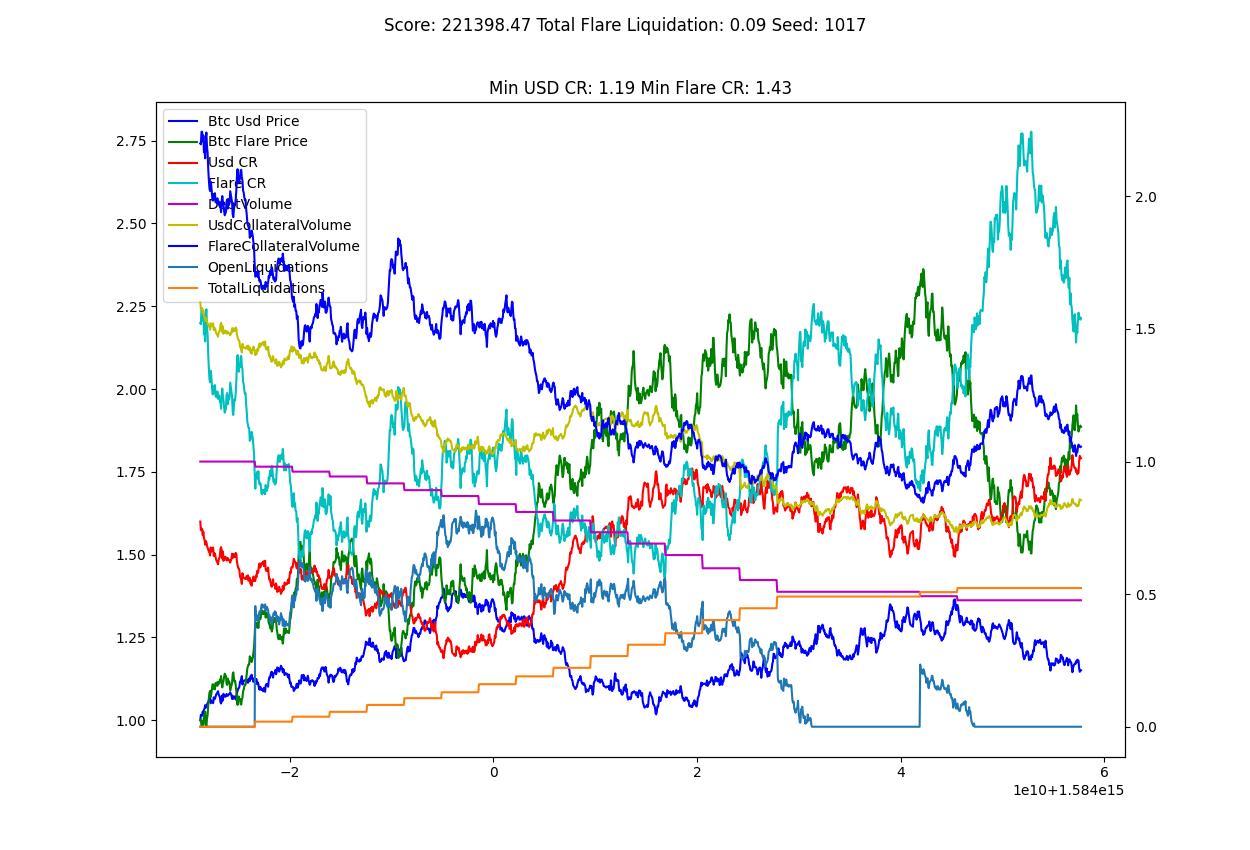 Score: 221398.47 Total Flare Liquidation: 0.09 Seed: 1017
Min USD CR: 1.19 Min Flare CR: 1.43
Btc Usd Price
Btc Flare Price
Usd CR
Flare CR
DebtVolume
UsdCollateralVolume
FlareCollateralVolume
OpenLiquidations
TotalLiquidations
2.75
2.50
2.25
2.00
1.75
1.50
1.25
1.00
2.0
1.5
1.0
0.5
0.0
−2
0
2
4
6
1e10+1.584e15